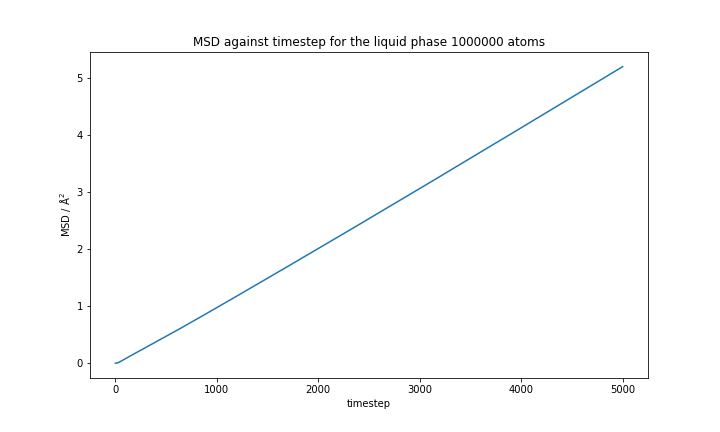 MSD against timestep for the liquid phase 1000000 atoms
MSD / Å²
5
4
3
2
1
0
0 1000 2000 3000 4000 5000
timestep